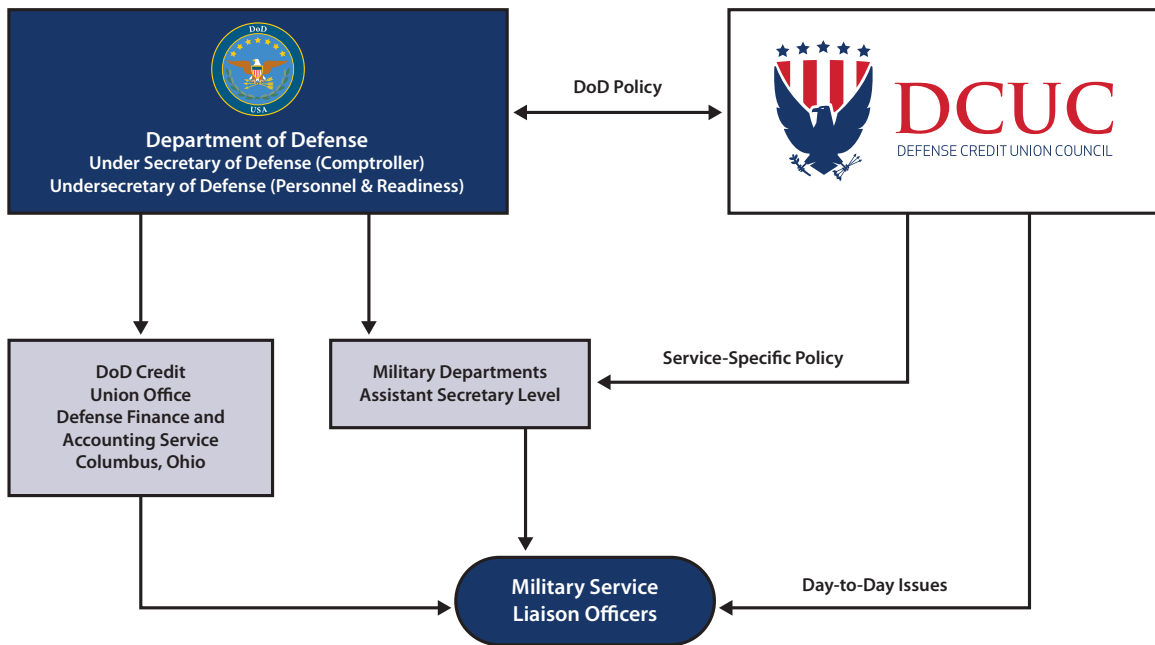 DoD
USA
Department of Defense
Under Secretary of Defense (Comptroller)
Undersecretary of Defense (Personnel & Readiness)
DoD Policy
DCUC
DEFENSE CREDIT UNION COUNCIL
DoD Credit
Union Office
Defense Finance and
Accounting Service
Columbus, Ohio
Military Departments
Assistant Secretary Level
Service-Specific Policy
Military Service
Liaison Officers
Day-to-Day Issues